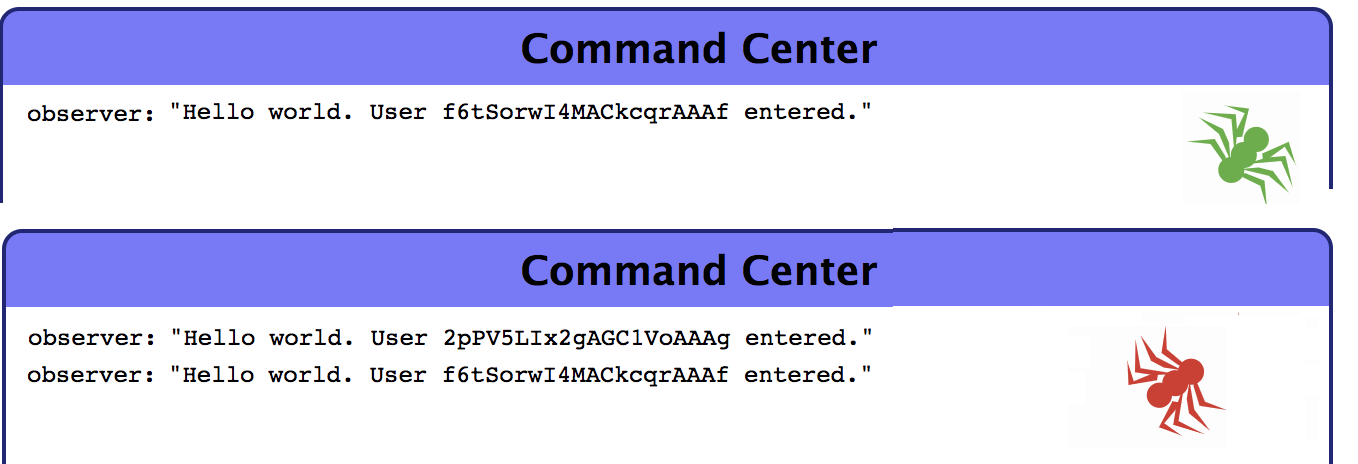 Command Center
observer: "Hello world. User f6tSorwI4MACkcqrAAAf entered."
Command Center
observer: "Hello world. User 2pPV5LIx2gAGC1VoAAAg entered."
observer: "Hello world. User f6tSorwI4MACkcqrAAAf entered."